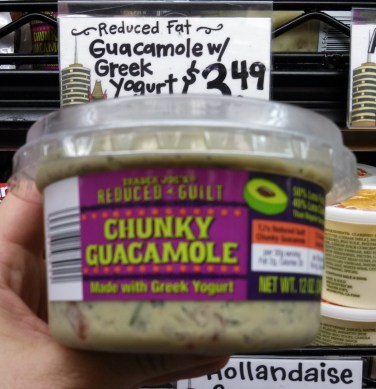 Reduced Fat
Guacamole w/
Greek
Yogurt $3.49
TRADER JOE'S
REDUCED GUILT
CHUNKY
GUACAMOLE
Made with Greek Yogurt
NET WT. 12 OZ
Hollandaise